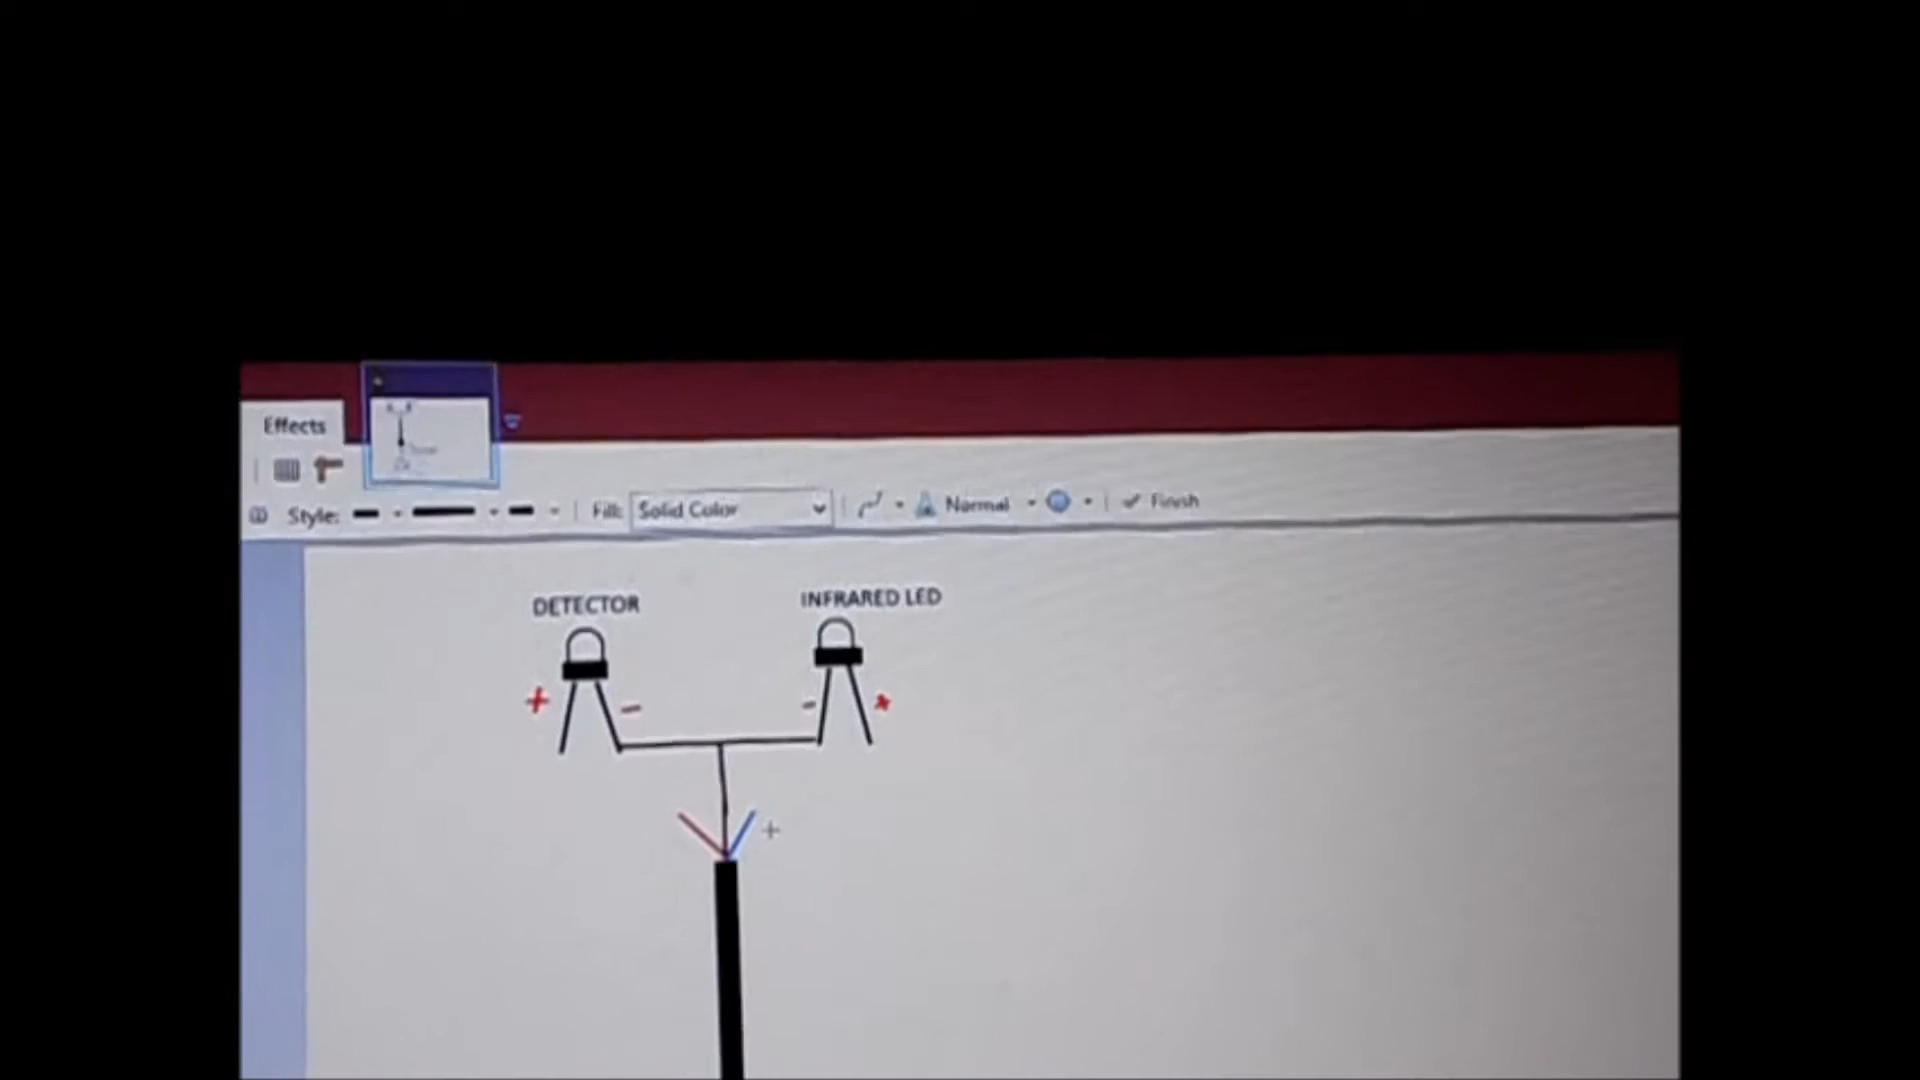 Effects
Style: Fill: Solid Color Normal Finish
DETECTOR INFRARED LED
+ - - +